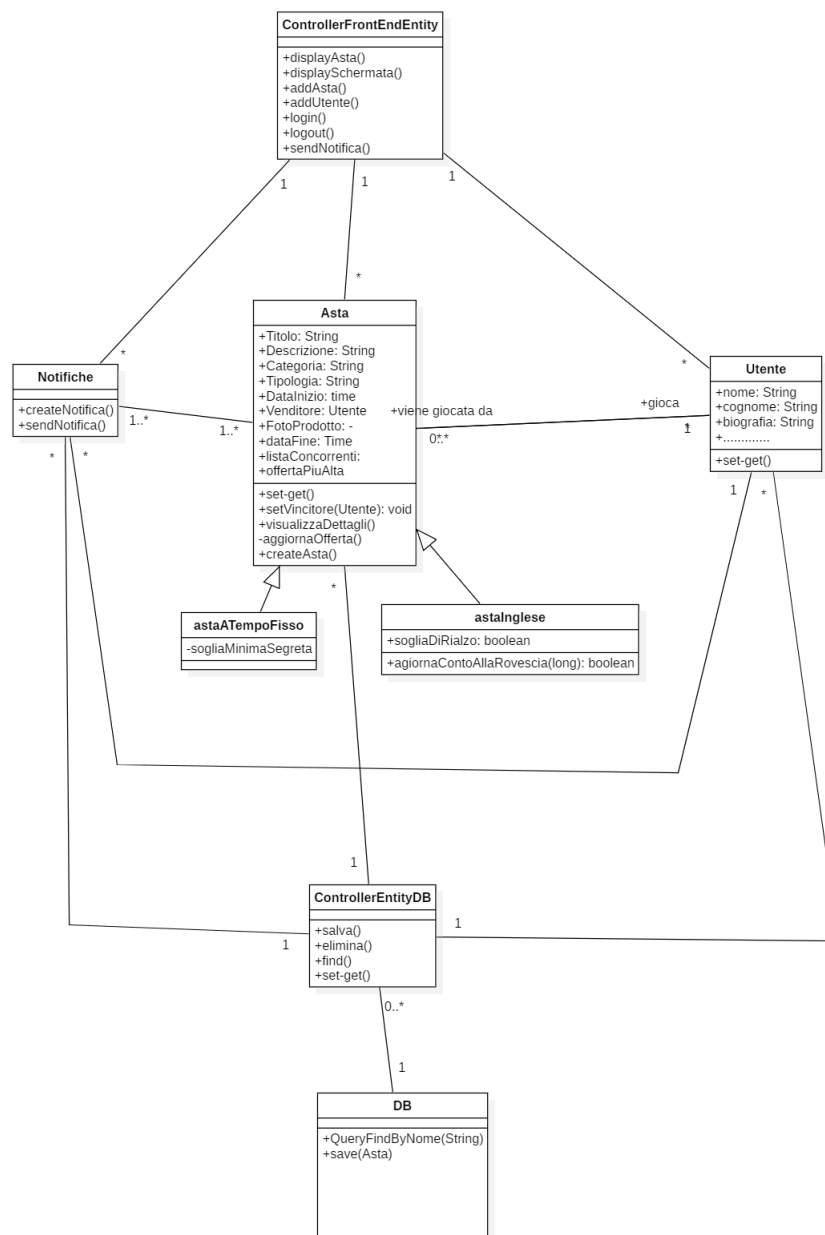 ControllerFrontEndEntity
+displayAsta()
+displaySchermata()
+addAsta()
+addUtente()
+login()
+logout()
+sendNotifica()
1
1
1
*
*
*
Asta
+Titolo: String
+Descrizione: String
+Categoria: String
+Tipologia: String
+DataInizio: time
+Venditore: Utente
+FotoProdotto: -
+dataFine: Time
+listaConcorrenti:
+offertaPiuAlta
+set-get()
+setVincitore(Utente): void
+visualizzaDettagli()
-aggiornaOfferta()
+createAsta()
Notifiche
+createNotifica()
+sendNotifica()
1..*
1..*
*
*
+viene giocata da
+gioca
0..*
Utente
+nome: String
+cognome: String
+biografia: String
+.............
+set-get()
1
*
*
astaATempoFisso
-sogliaMinimaSegreta
astaInglese
+sogliaDiRialzo: boolean
+agiornaContoAllaRovescia(long): boolean
1
ControllerEntityDB
+salva()
+elimina()
+find()
+set-get()
1
1
0..*
1
DB
+QueryFindByNome(String)
+save(Asta)